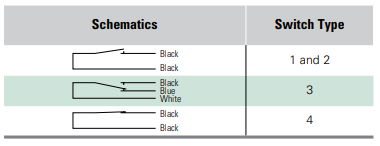 Schematics Switch Type
Black
Black
1 and 2
Black
Blue
White
3
Black
Black
4